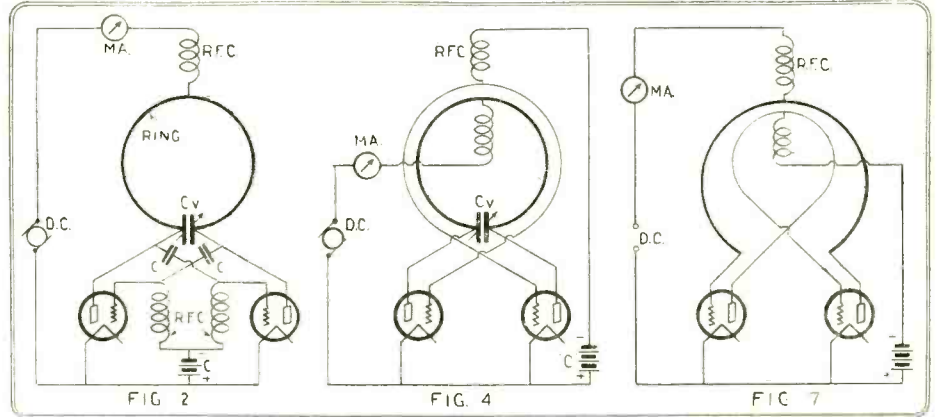 MA.
R.F.C.
RING
Cv
D.C.
C
C
RFC
-
C
+
FIG 2
RFC
MA.
Cv
D.C.
-
C
+
FIG. 4
RFC
MA.
D.C.
-
+
FIG 7